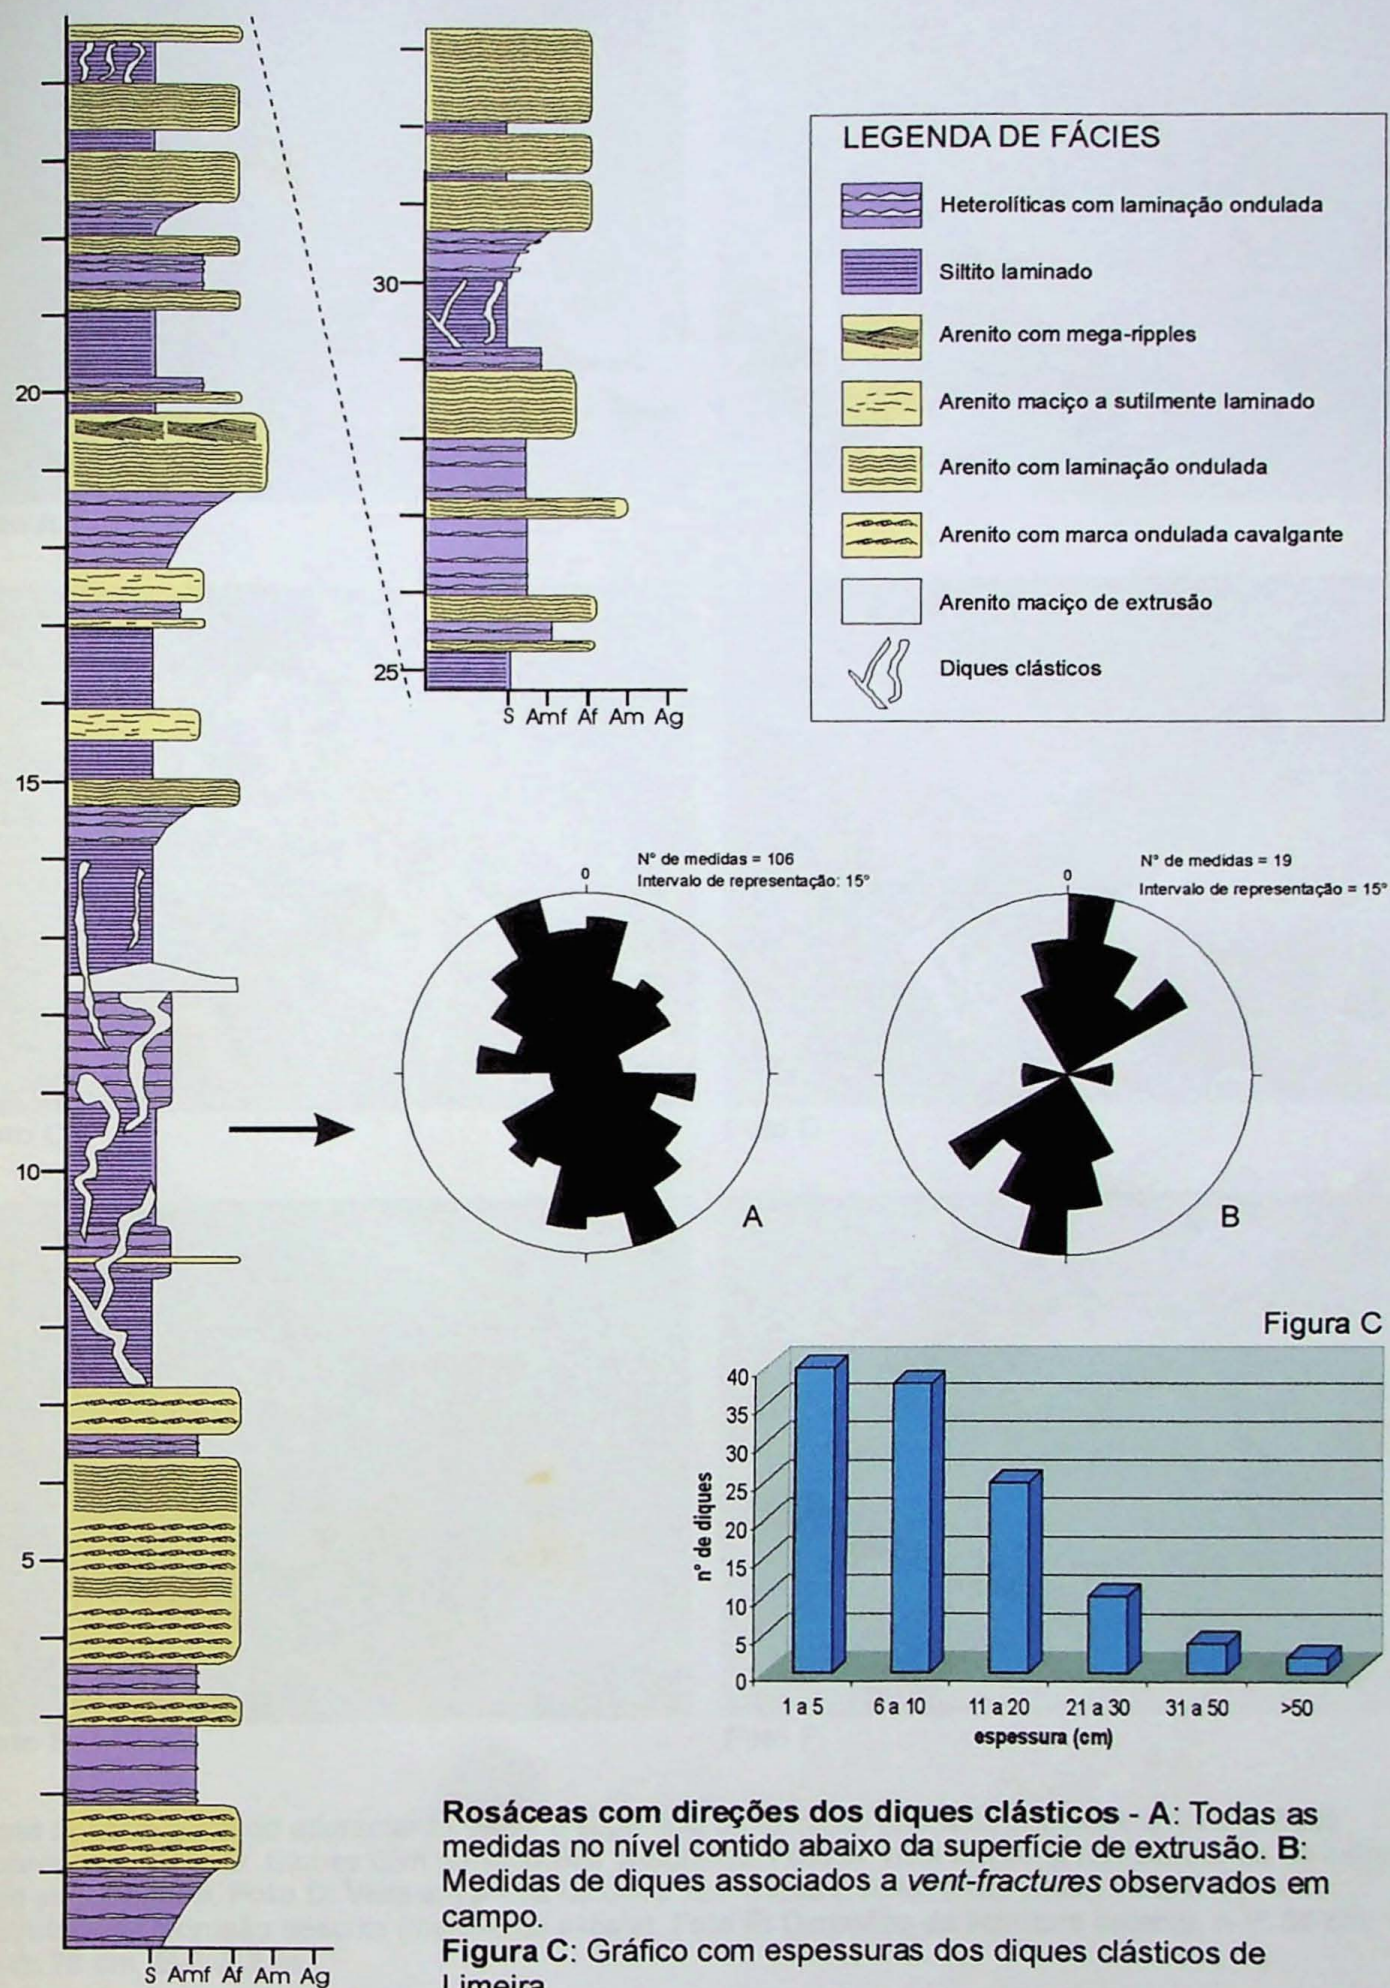 LEGENDA DE FÁCIES
Heterolíticas com laminação ondulada
Siltito laminado
Arenito com mega-ripples
Arenito maciço a sutilmente laminado
Arenito com laminação ondulada
Arenito com marca ondulada cavalgante
Arenito maciço de extrusão
Diques clásticos
30
25
S Amf Af Am Ag
20
15
10
5
S Amf Af Am Ag
N° de medidas = 106
Intervalo de representação: 15°
0
A
N° de medidas = 19
Intervalo de representação = 15°
0
B
Figura C
40
35
30
25
20
15
10
5
0
n° de diques
1 a 5 6 a 10 11 a 20 21 a 30 31 a 50 >50
espessura (cm)
Rosáceas com direções dos diques clásticos - A: Todas as
medidas no nível contido abaixo da superfície de extrusão. B:
Medidas de diques associados a vent-fractures observados em
campo.
Figura C: Gráfico com espessuras dos diques clásticos de
Limeira